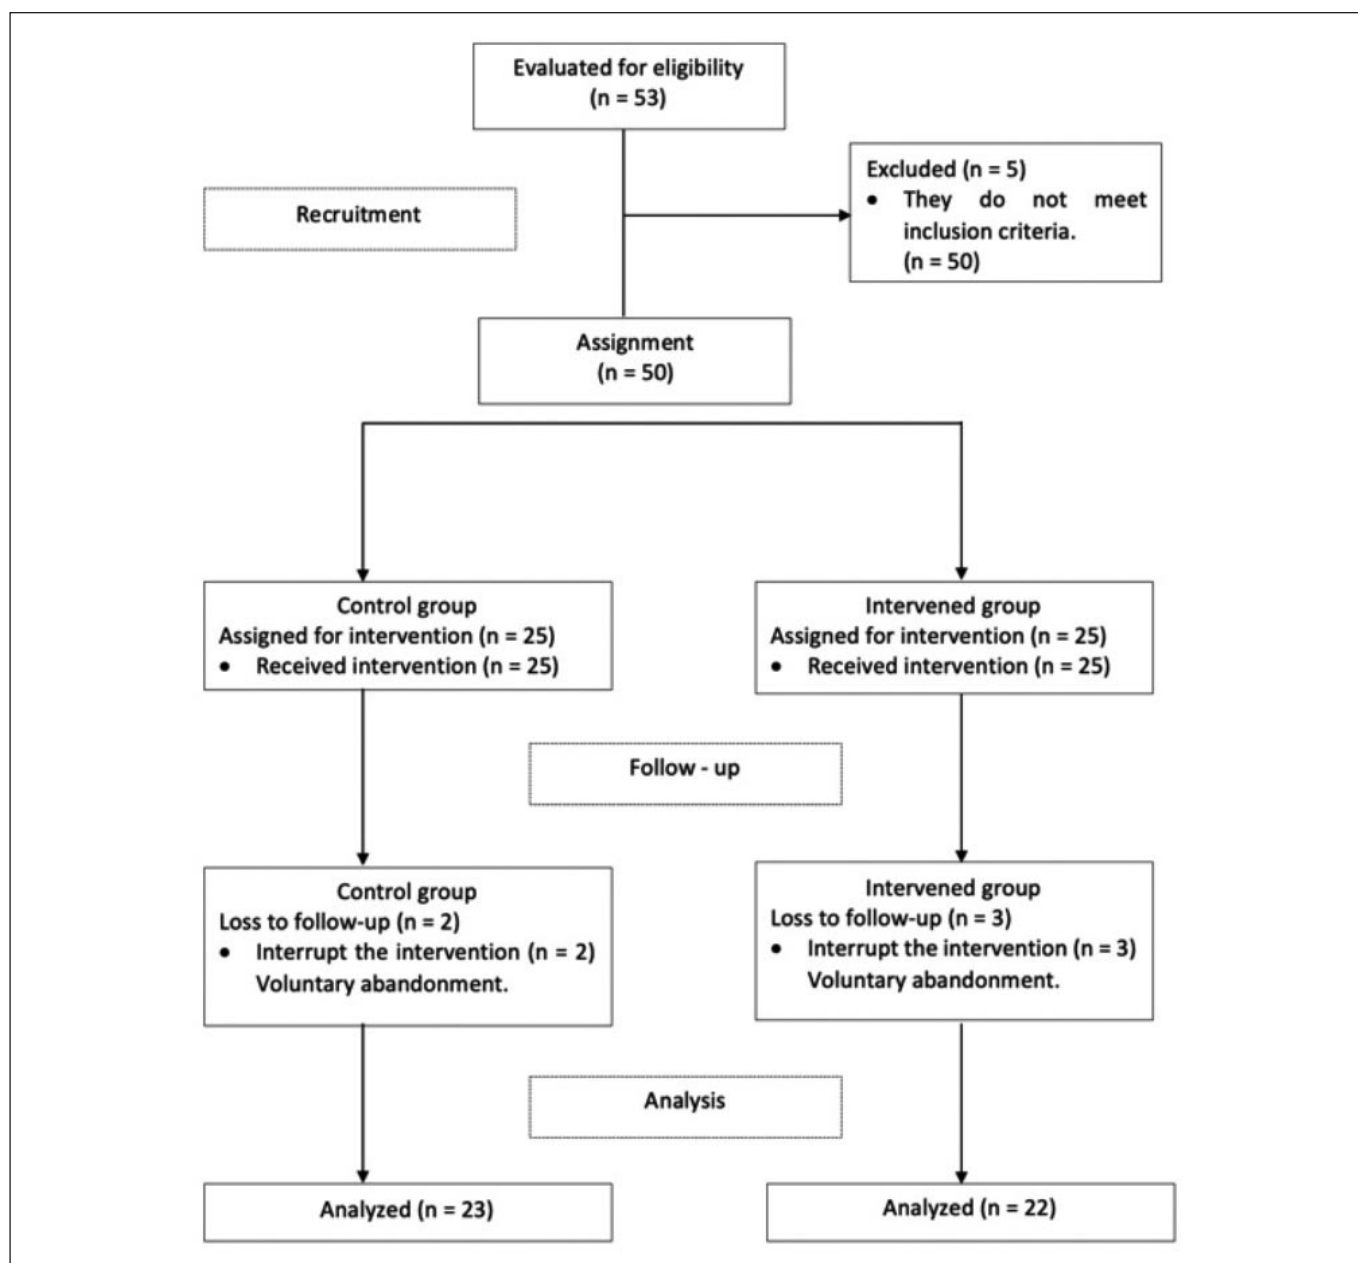 Evaluated for eligibility
(n = 53)
Excluded (n = 5)
• They do not meet
inclusion criteria.
(n = 50)
Recruitment
Assignment
(n = 50)
Control group
Assigned for intervention (n = 25)
• Received intervention (n = 25)
Intervened group
Assigned for intervention (n = 25)
• Received intervention (n = 25)
Follow - up
Control group
Loss to follow-up (n = 2)
• Interrupt the intervention (n = 2)
Voluntary abandonment.
Intervened group
Loss to follow-up (n = 3)
• Interrupt the intervention (n = 3)
Voluntary abandonment.
Analysis
Analyzed (n = 23)
Analyzed (n = 22)